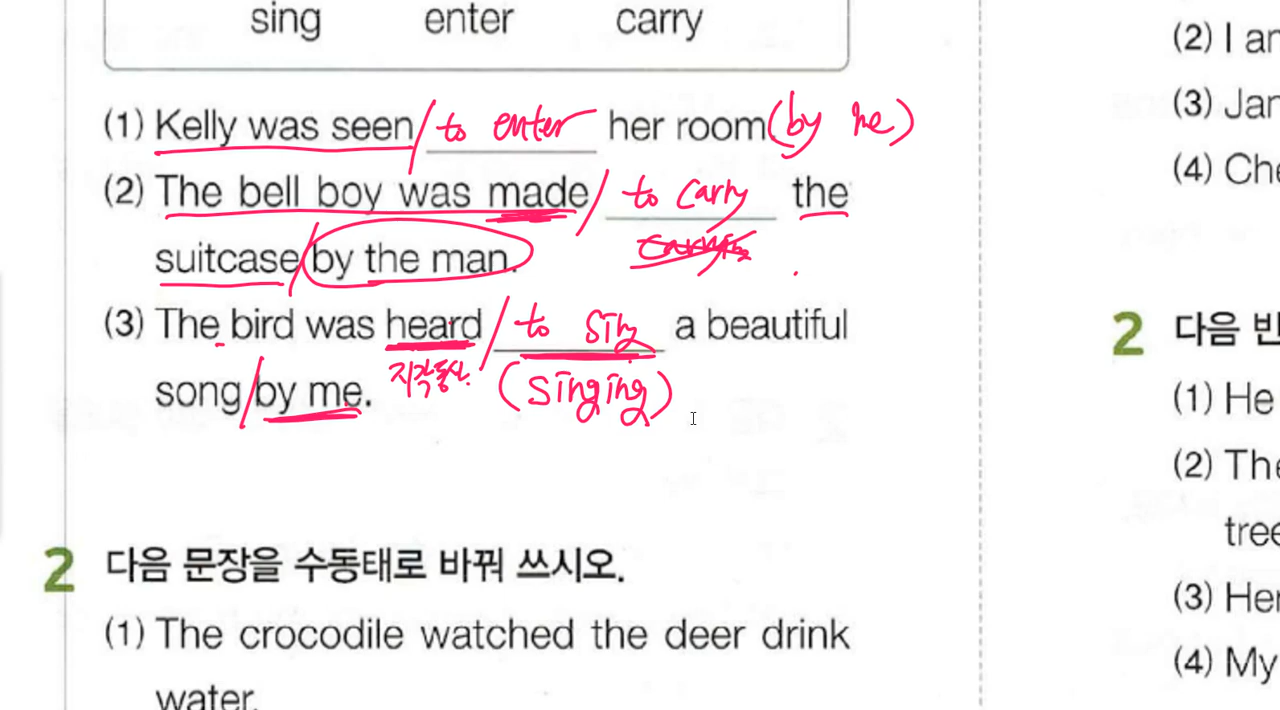 sing enter carry
(1) Kelly was seen / to enter her room (by he)
(2) The bell boy was made / to carry the
suitcase / by the man.
(3) The bird was heard / to sing a beautiful
지각동사. (singing)
song / by me.
2 다음 문장을 수동태로 바꿔 쓰시오.
(1) The crocodile watched the deer drink
water.
(2) I am
(3) Jan
(4) Che
2 다음 빈
(1) He
(2) The
tree
(3) Her
(4) My